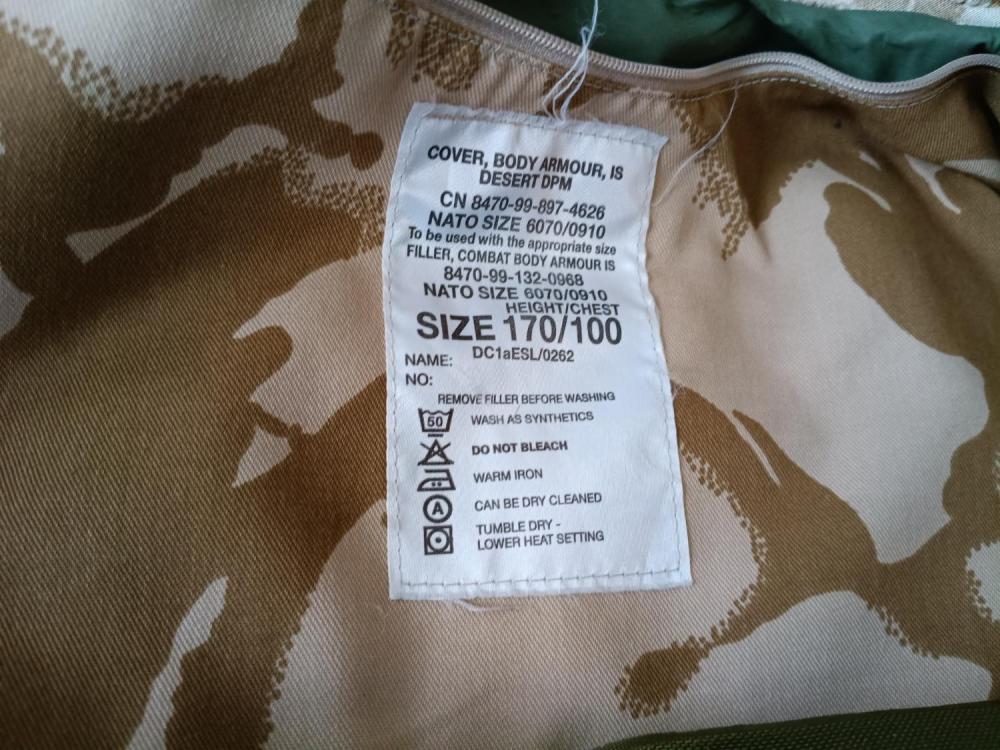 COVER, BODY ARMOUR, IS
DESERT DPM
CN 8470-99-897-4626
NATO SIZE 6070/0910
To be used with the appropriate size
FILLER, COMBAT BODY ARMOUR IS
8470-99-132-0968
NATO SIZE 6070/0910
HEIGHT/CHEST
SIZE 170/100
DC1aESL/0262
NAME:
NO:
REMOVE FILLER BEFORE WASHING
50 WASH AS SYNTHETICS
DO NOT BLEACH
WARM IRON
A CAN BE DRY CLEANED
TUMBLE DRY -
LOWER HEAT SETTING